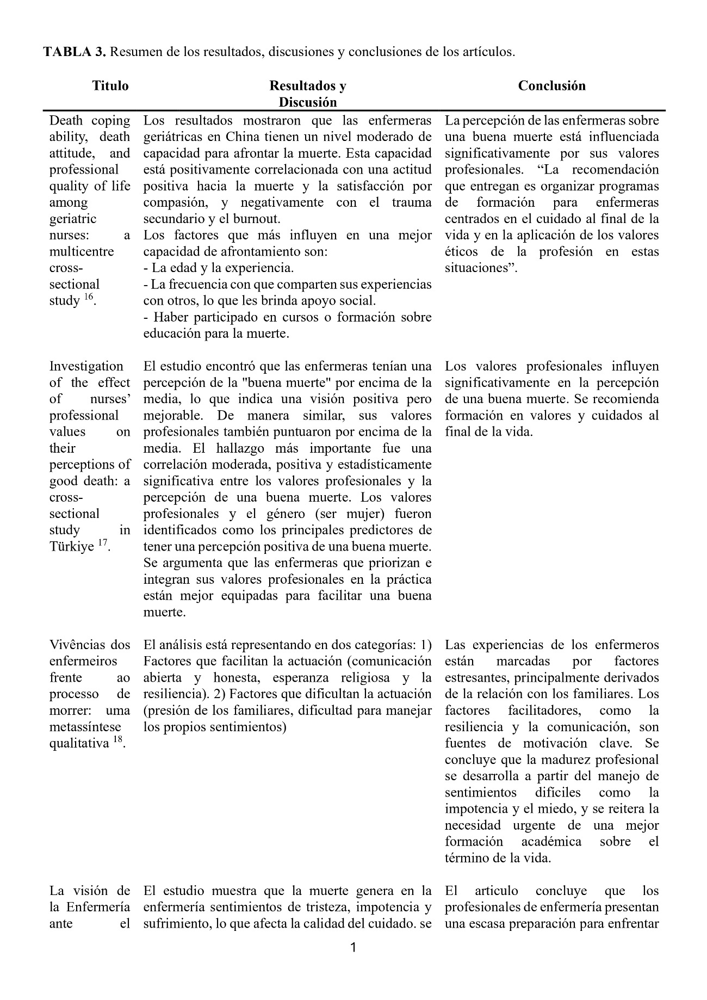 TABLA 3. Resumen de los resultados, discusiones y conclusiones de los artículos.
Titulo
Resultados y
Discusión
Conclusión
Death coping
ability, death
attitude, and
professional
quality of life
among
geriatric
nurses: a
multicentre
cross-
sectional
study 16.
Los resultados mostraron que las enfermeras
geriátricas en China tienen un nivel moderado de
capacidad para afrontar la muerte. Esta capacidad
está positivamente correlacionada con una actitud
positiva hacia la muerte y la satisfacción por
compasión, y negativamente con el trauma
secundario y el burnout.
Los factores que más influyen en una mejor
capacidad de afrontamiento son:
- La edad y la experiencia.
- La frecuencia con que comparten sus experiencias
con otros, lo que les brinda apoyo social.
- Haber participado en cursos o formación sobre
educación para la muerte.
La percepción de las enfermeras sobre
una buena muerte está influenciada
significativamente por sus valores
profesionales. “La recomendación
que entregan es organizar programas
de formación para enfermeras
centrados en el cuidado al final de la
vida y en la aplicación de los valores
éticos de la profesión en estas
situaciones”.
Investigation
of the effect
of nurses’
professional
values on
their
perceptions of
good death: a
cross-
sectional
study in
Türkiye 17.
El estudio encontró que las enfermeras tenían una
percepción de la "buena muerte" por encima de la
media, lo que indica una visión positiva pero
mejorable. De manera similar, sus valores
profesionales también puntuaron por encima de la
media. El hallazgo más importante fue una
correlación moderada, positiva y estadísticamente
significativa entre los valores profesionales y la
percepción de una buena muerte. Los valores
profesionales y el género (ser mujer) fueron
identificados como los principales predictores de
tener una percepción positiva de una buena muerte.
Se argumenta que las enfermeras que priorizan e
integran sus valores profesionales en la práctica
están mejor equipadas para facilitar una buena
muerte.
Los valores profesionales influyen
significativamente en la percepción
de una buena muerte. Se recomienda
formación en valores y cuidados al
final de la vida.
Vivências dos
enfermeiros
frente ao
processo de
morrer: uma
metassíntese
qualitativa 18.
El análisis está representando en dos categorías: 1)
Factores que facilitan la actuación (comunicación
abierta y honesta, esperanza religiosa y la
resiliencia). 2) Factores que dificultan la actuación
(presión de los familiares, dificultad para manejar
los propios sentimientos)
Las experiencias de los enfermeros
están marcadas por factores
estresantes, principalmente derivados
de la relación con los familiares. Los
factores facilitadores, como la
resiliencia y la comunicación, son
fuentes de motivación clave. Se
concluye que la madurez profesional
se desarrolla a partir del manejo de
sentimientos difíciles como la
impotencia y el miedo, y se reitera la
necesidad urgente de una mejor
formación académica sobre el
término de la vida.
La visión de
la Enfermería
ante el
El estudio muestra que la muerte genera en la
enfermería sentimientos de tristeza, impotencia y
sufrimiento, lo que afecta la calidad del cuidado. se
El articulo concluye que los
profesionales de enfermería presentan
una escasa preparación para enfrentar
1